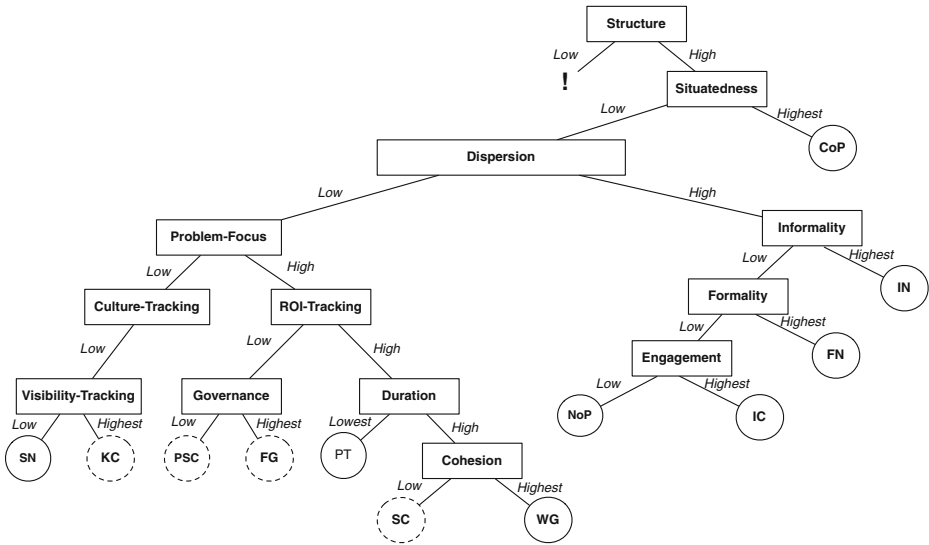 Structure
Low
High
!
Situatedness
Low
Highest
CoP
Dispersion
Low
High
Problem-Focus
Informality
Low
High
Low
Highest
IN
Culture-Tracking
ROI-Tracking
Formality
Low
Low
High
Low
Highest
FN
Engagement
Visibility-Tracking
Governance
Duration
Low
Highest
NoP
IC
Low
Highest
Low
Highest
Lowest
High
SN
KC
PSC
FG
PT
Cohesion
Low
Highest
SC
WG